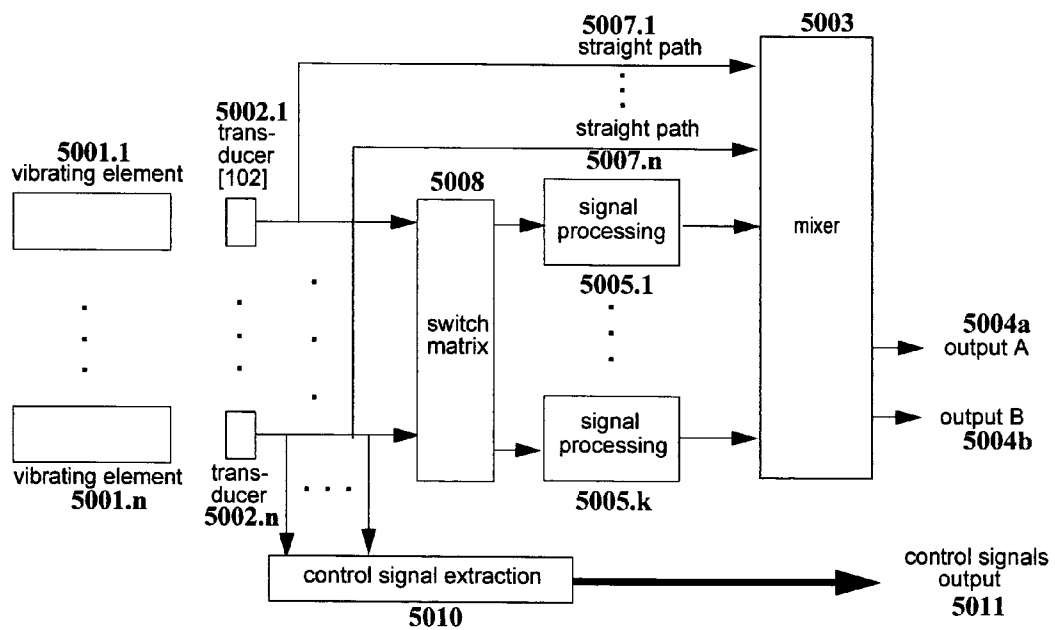 5007.1
straight path
5003
5002.1
trans-
ducer
[102]
straight path
5007.n
5001.1
vibrating element
5008
signal
processing
mixer
5005.1
switch
matrix
5004a
output A
signal
processing
output B
5004b
vibrating element
5001.n
trans-
ducer
5002.n
5005.k
control signal extraction
5010
control signals
output
5011